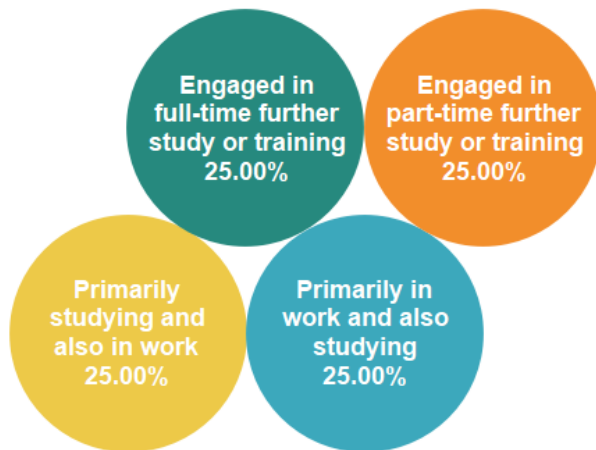 Engaged in
full-time further
study or training
25.00%
Engaged in
part-time further
study or training
25.00%
Primarily
studying and
also in work
25.00%
Primarily in
work and also
studying
25.00%